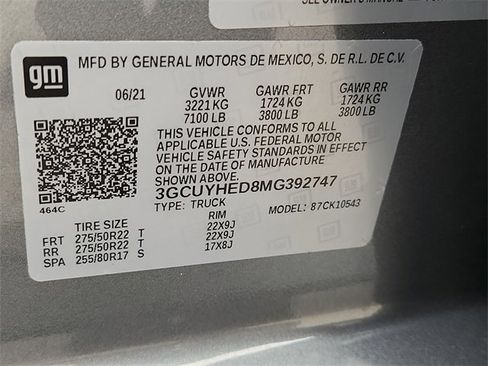 SEE OWNER'S MANUAL
gm
MFD BY GENERAL MOTORS DE MEXICO, S. DE R.L. DE C.V.
06/21 GVWR GAWR FRT GAWR RR
3221 KG 1724 KG 1724 KG
7100 LB 3800 LB 3800 LB
THIS VEHICLE CONFORMS TO ALL
APPLICABLE U.S. FEDERAL MOTOR
VEHICLE SAFETY STANDARDS IN EFFECT
ON THE DATE OF MANUFACTURE
SHOWN ABOVE.
3GCUYHED8MG392747
TYPE: TRUCK MODEL: 87CK10543
464C
TIRE SIZE RIM
FRT 275/50R22 T 22X9J
RR 275/50R22 T 22X9J
SPA 255/80R17 S 17X8J